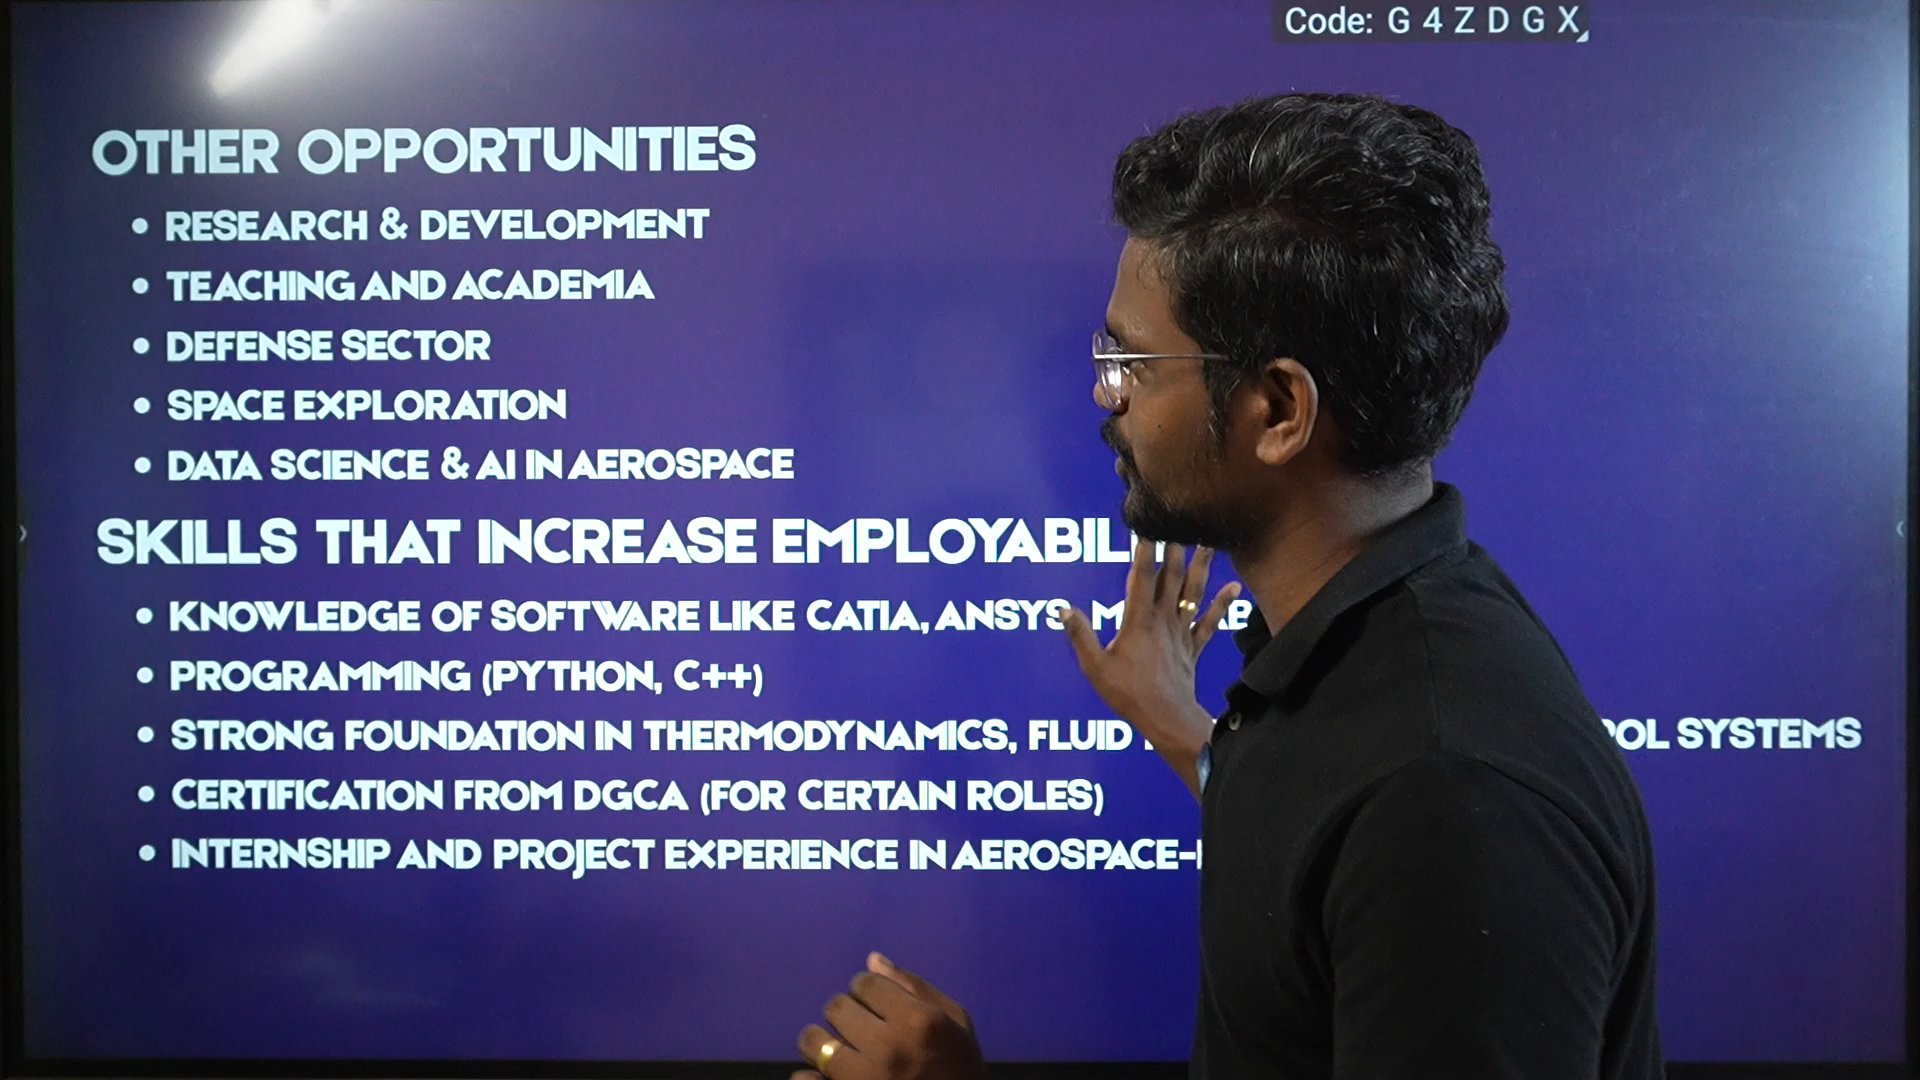 Code: G 4 Z D G X
OTHER OPPORTUNITIES
• RESEARCH & DEVELOPMENT
• TEACHING AND ACADEMIA
• DEFENSE SECTOR
• SPACE EXPLORATION
• DATA SCIENCE & AI IN AEROSPACE
SKILLS THAT INCREASE
• KNOWLEDGE OF SOFTWARE LIKE CATIA, ANSYS
• PROGRAMMING (PYTHON, C++)
• STRONG FOUNDATION IN THERMODYNAMICS, FLUID SYSTEMS
• CERTIFICATION FROM DGCA (FOR CERTAIN ROLES)
• INTERNSHIP AND PROJECT EXPERIENCE IN AEROSPACE-